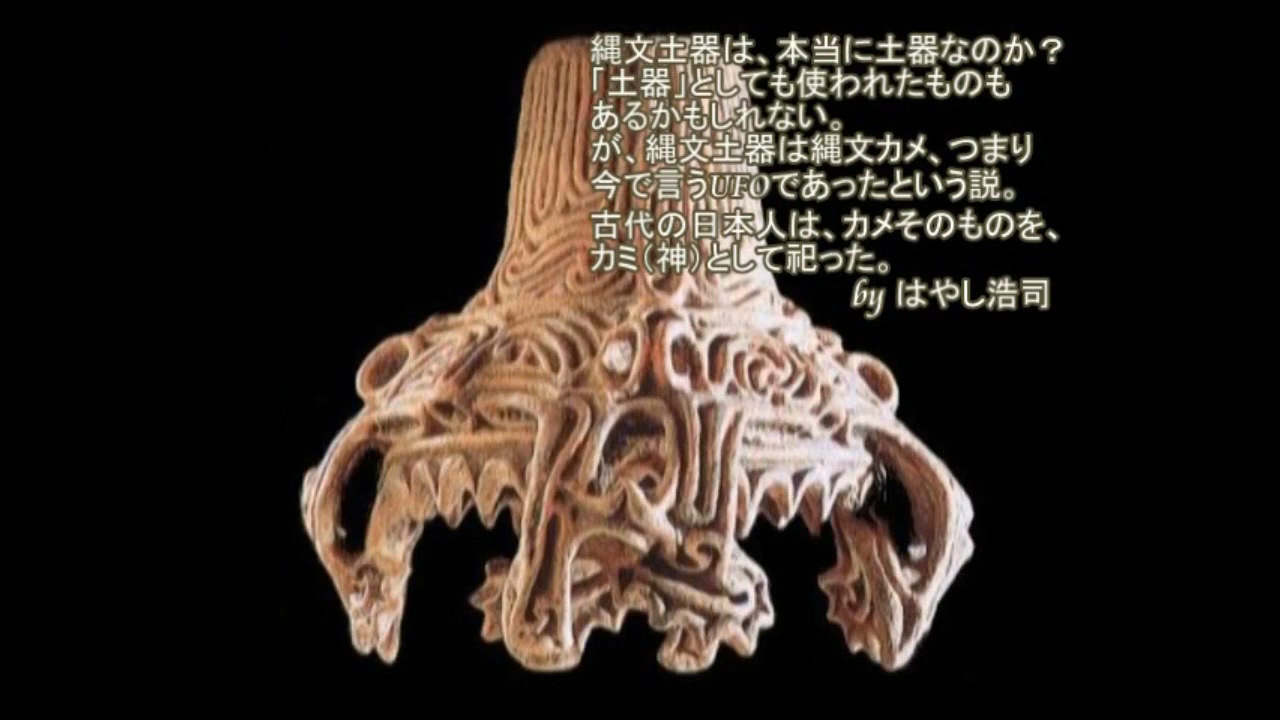 縄文土器は、本当に土器なのか？
「土器」としても使われたものも
あるかもしれない。
が、縄文土器は縄文カメ、つまり
今で言うUFOであったという説。
古代の日本人は、カメそのものを、
カミ（神）として祀った。
by はやし浩司